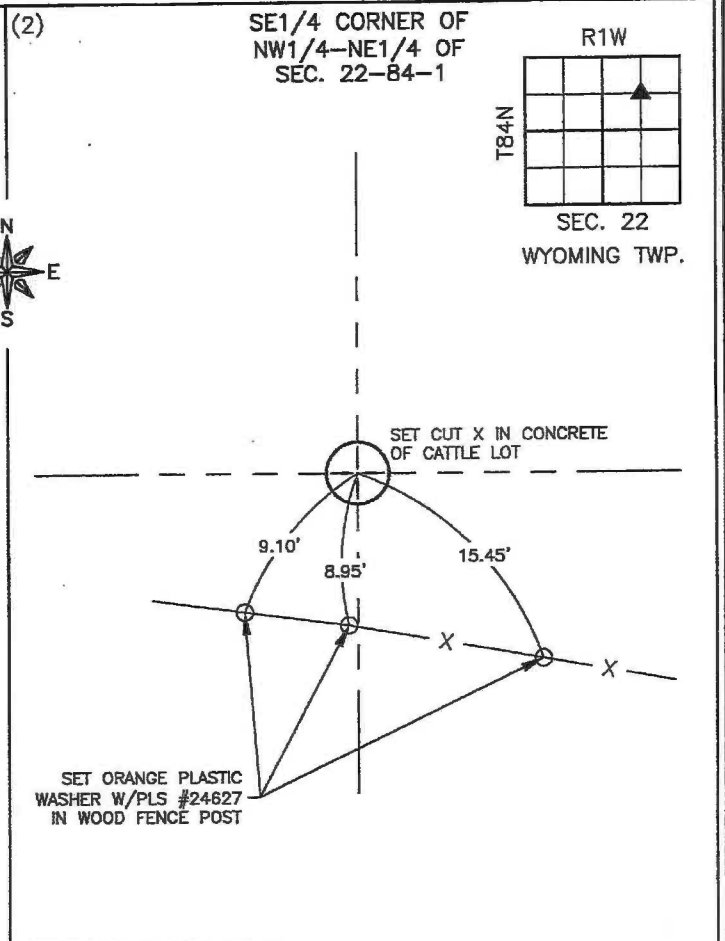 (2)
SE1/4 CORNER OF
NW1/4–NE1/4 OF
SEC. 22–84–1
R1W
T84N
SEC. 22
WYOMING TWP.
N
E
S
SET CUT X IN CONCRETE
OF CATTLE LOT
9.10'
8.95'
15.45'
X
X
SET ORANGE PLASTIC
WASHER W/PLS #24627
IN WOOD FENCE POST